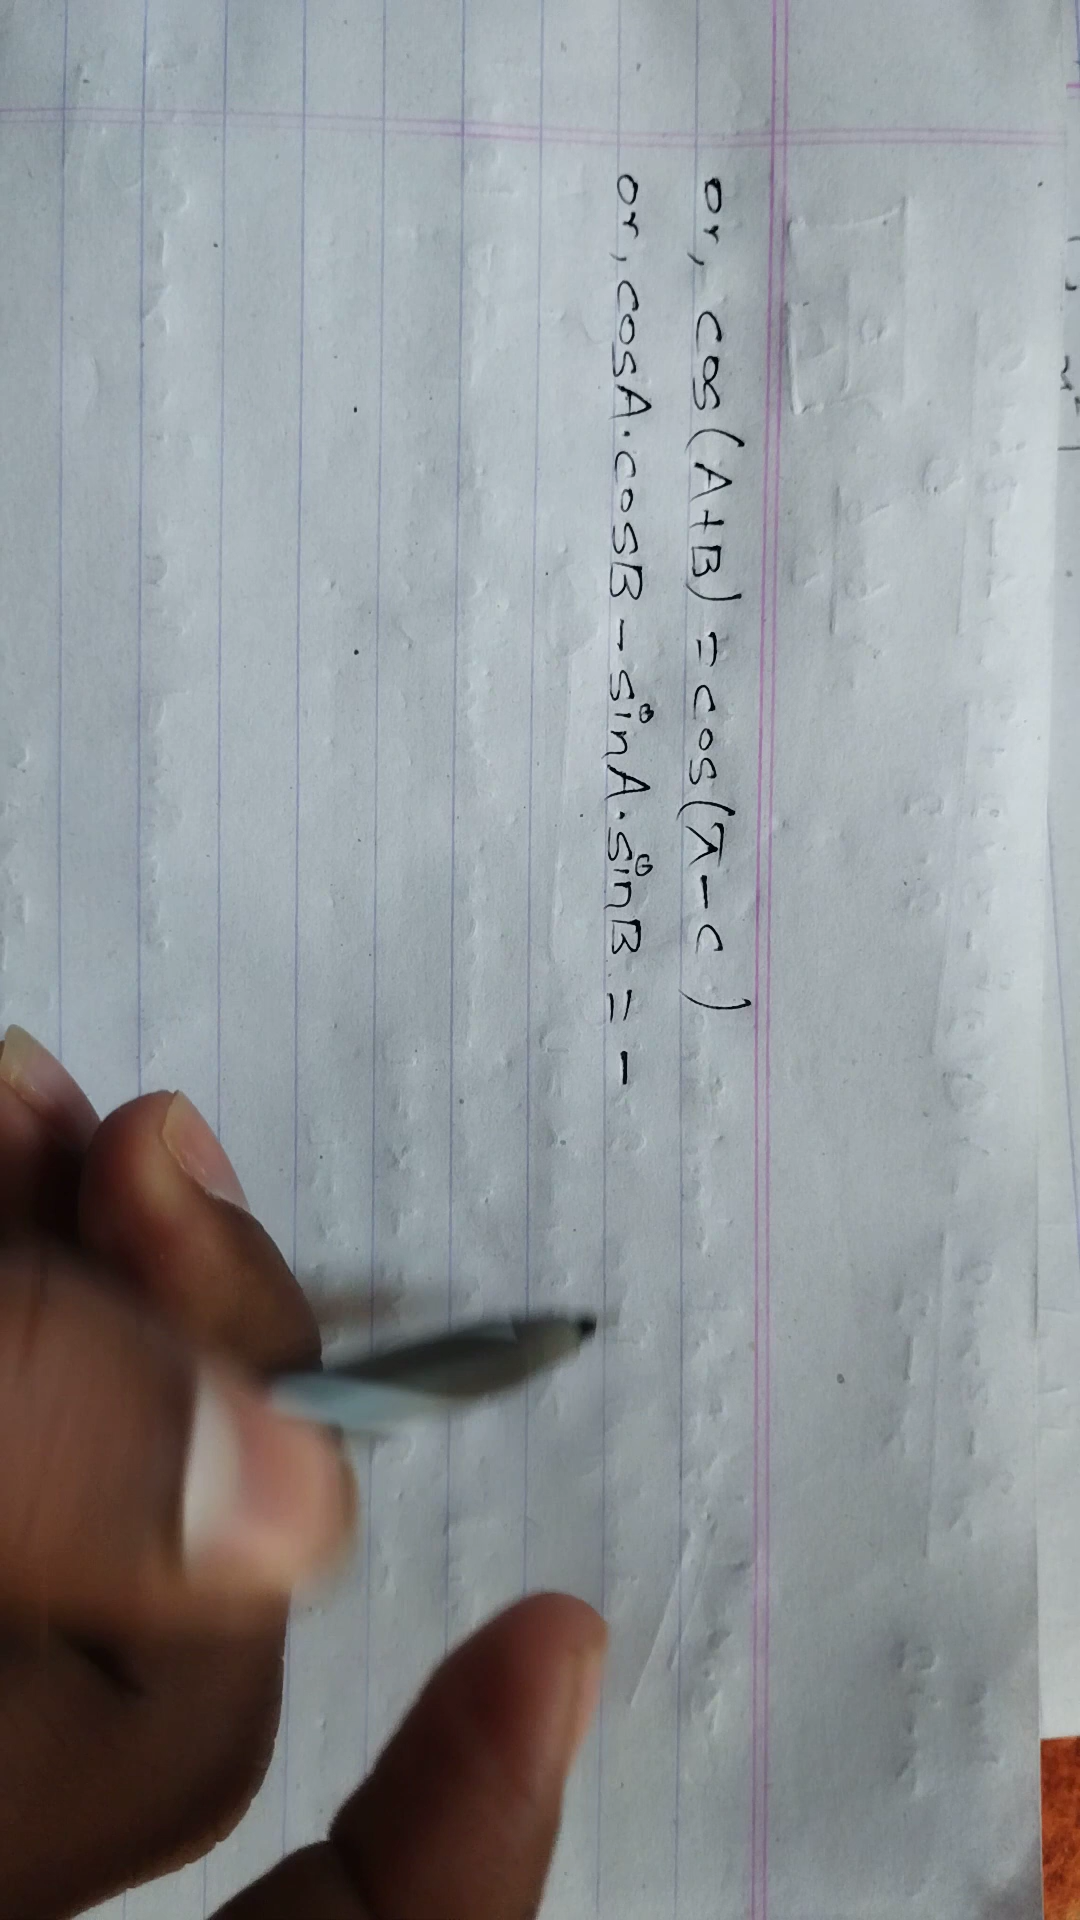 or, cos(A+B) = cos(π-c)
or, cosA.cosB - sinA.sinB = -